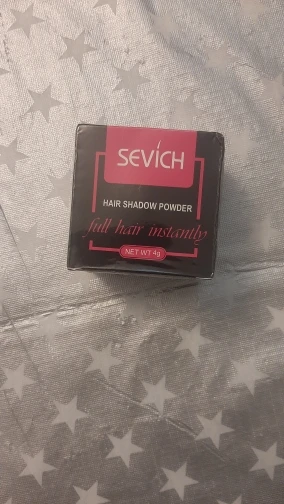 SEVICH
HAIR SHADOW POWDER
full hair instantly
NET WT 4g